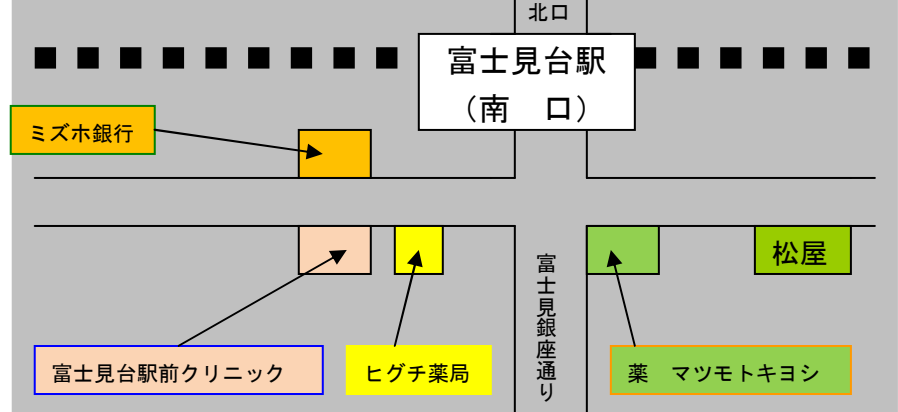 北口
富士見台駅
（南　口）
ミズホ銀行
松屋
富士見銀座通り
富士見台駅前クリニック
ヒグチ薬局
薬　マツモトキヨシ